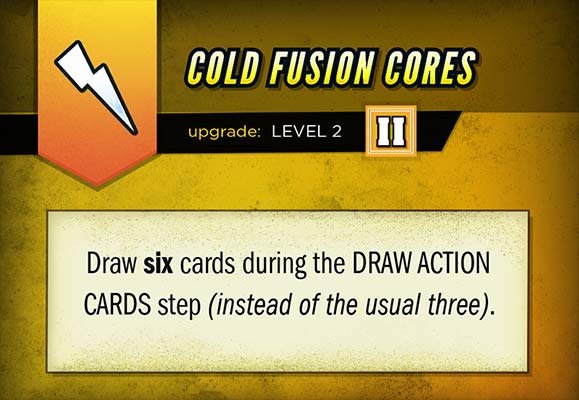 COLD FUSION CORES
upgrade: LEVEL 2 II
Draw six cards during the DRAW ACTION
CARDS step (instead of the usual three).